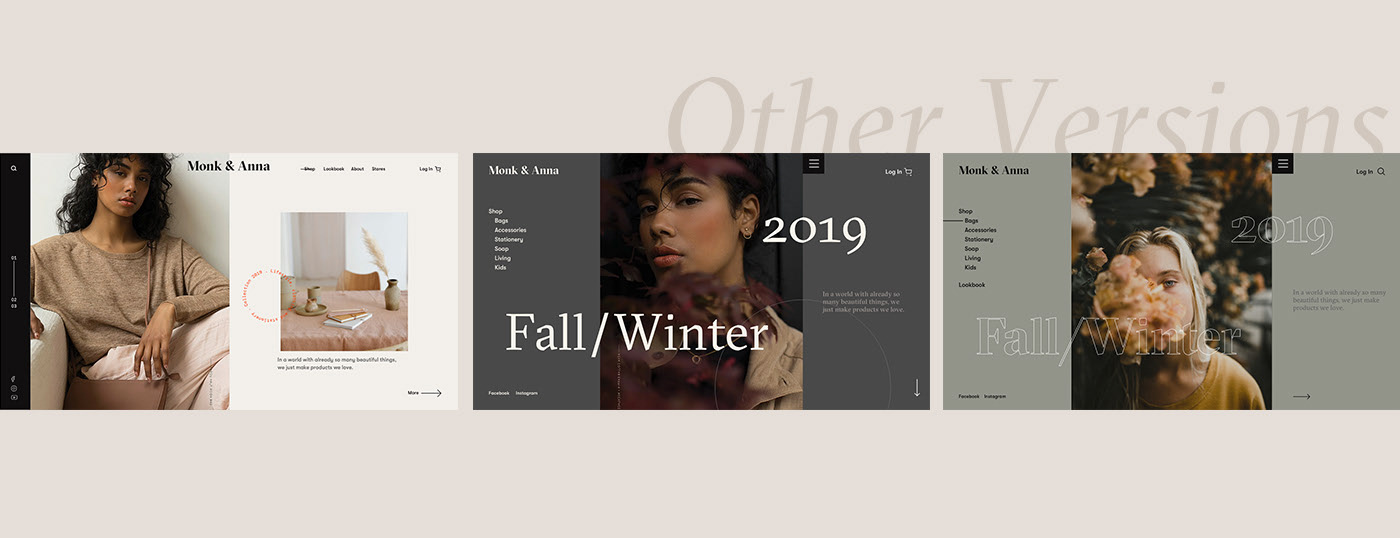 Other Versions
Monk & Anna
Shop Lookbook About Stores
Log In
01
02
03
Collection 2019
In a world with already so many beautiful things,
we just make products we love.
More
Monk & Anna
Log In
Shop
Bags
Accessories
Stationery
Soap
Living
Kids
2019
In a world with already so
many beautiful things, we
just make products we love.
Fall/Winter
Facebook Instagram
Monk & Anna
Log In
Shop
Bags
Accessories
Stationery
Soap
Living
Kids
Lookbook
2019
In a world with already so many
beautiful things, we just make
products we love.
Fall/Winter
Facebook Instagram